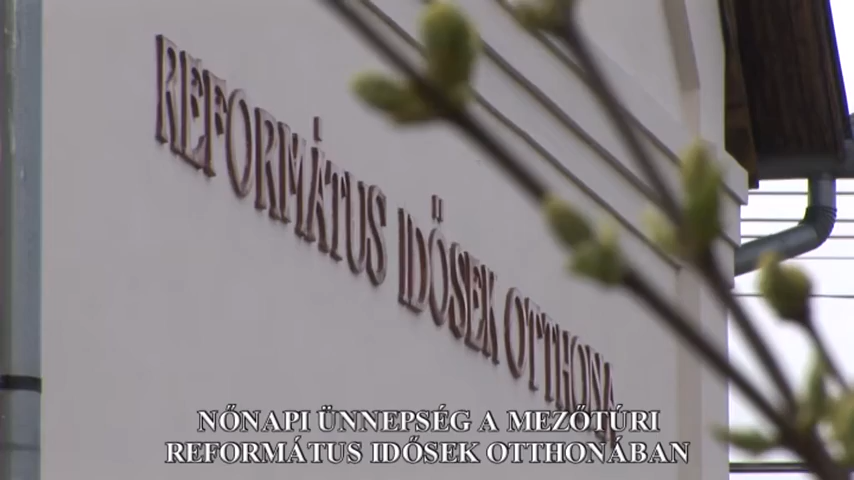 REFORMÁTUS IDŐSEK OTTHONA
NŐNAPI ÜNNEPSÉG A MEZŐTÚRI
REFORMÁTUS IDŐSEK OTTHONÁBAN